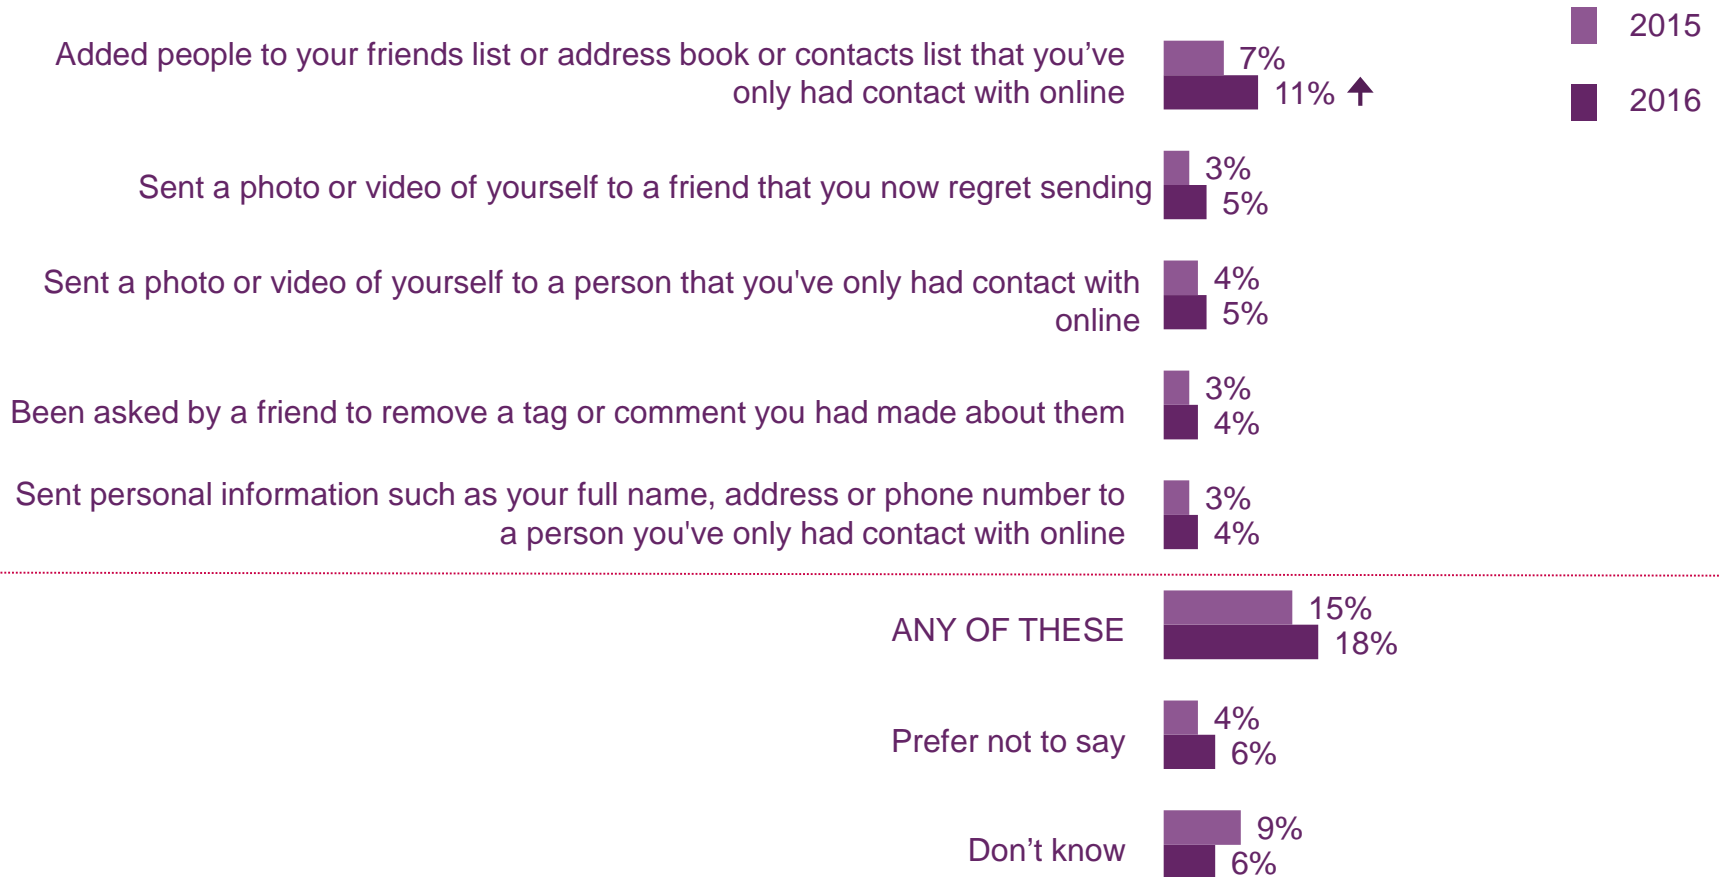 2015
2016
Added people to your friends list or address book or contacts list that you’ve
only had contact with online
7%
11%
Sent a photo or video of yourself to a friend that you now regret sending
3%
5%
Sent a photo or video of yourself to a person that you've only had contact with
online
4%
5%
Been asked by a friend to remove a tag or comment you had made about them
3%
4%
Sent personal information such as your full name, address or phone number to
a person you've only had contact with online
3%
4%
ANY OF THESE
15%
18%
Prefer not to say
4%
6%
Don’t know
9%
6%